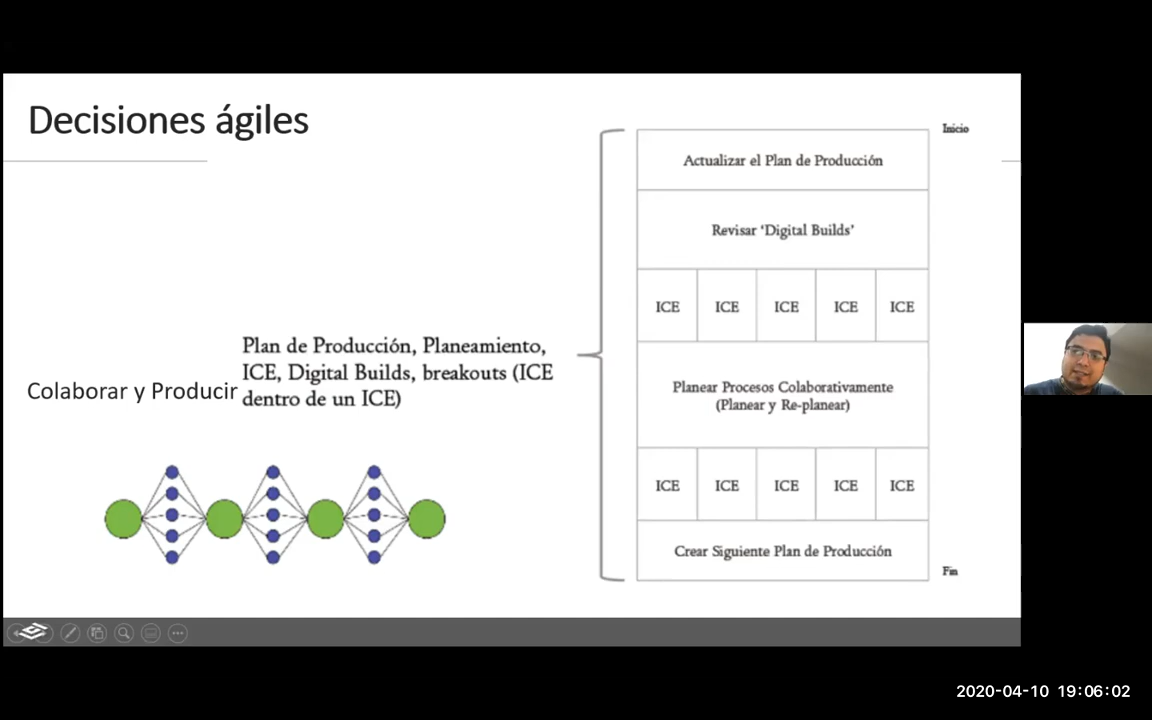 Decisiones ágiles
Inicio
Actualizar el Plan de Producción
Revisar ‘Digital Builds’
ICE ICE ICE ICE ICE
Plan de Producción, Planeamiento,
ICE, Digital Builds, breakouts (ICE
dentro de un ICE)
Colaborar y Producir
Planear Procesos Colaborativamente
(Planear y Re-planear)
ICE ICE ICE ICE ICE
Crear Siguiente Plan de Producción
Fin
2020-04-10 19:06:02